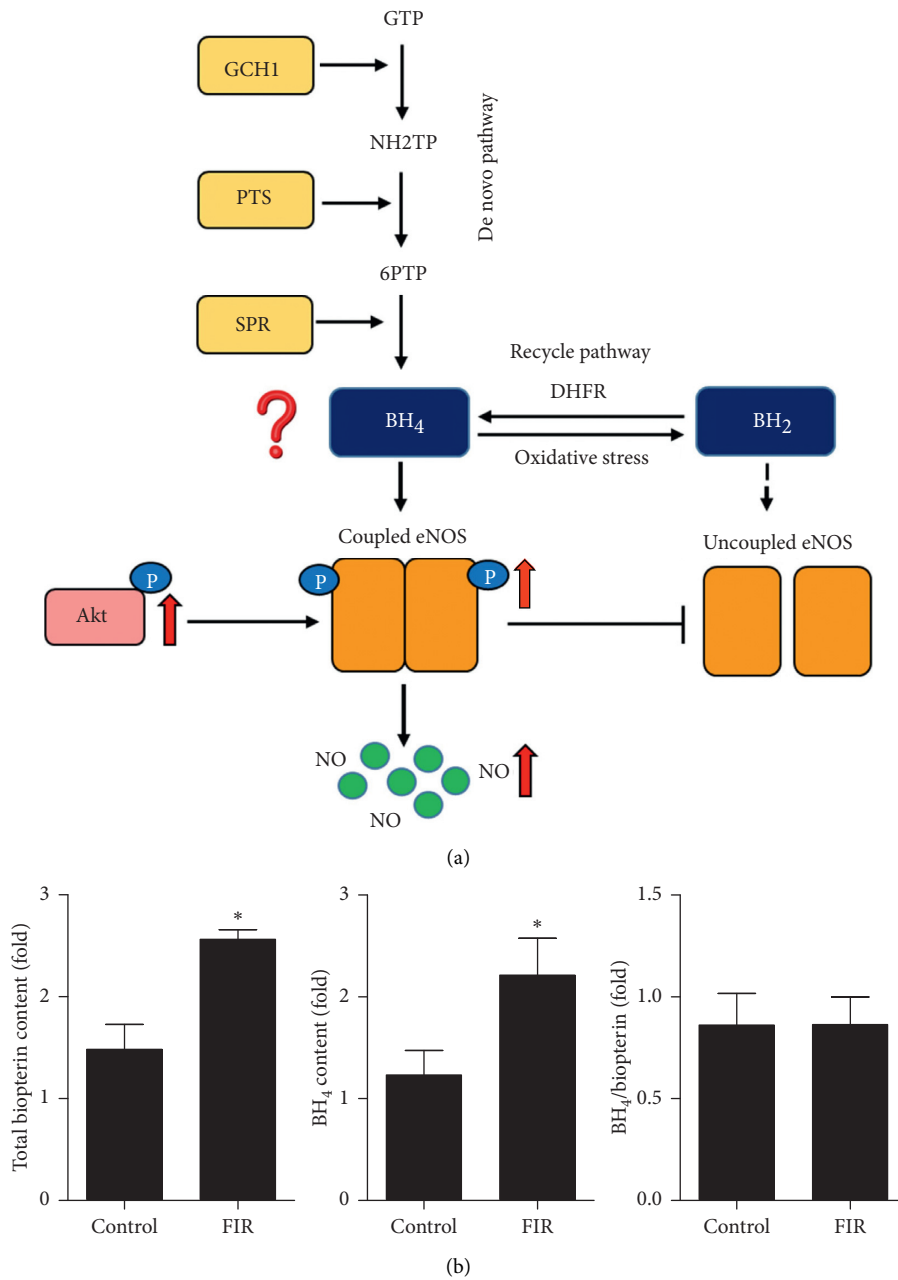 GTP
GCH1
NH2TP
De novo pathway
PTS
6PTP
SPR
Recycle pathway
DHFR
?
BH4
BH2
Oxidative stress
Coupled eNOS
Uncoupled eNOS
P
P
P
Akt
NO
NO
NO
(a)
Total biopterin content (fold)
3
2
1
0
*
Control
FIR
BH4 content (fold)
3
2
1
0
*
Control
FIR
BH4/biopterin (fold)
1.5
1.0
0.5
0.0
Control
FIR
(b)